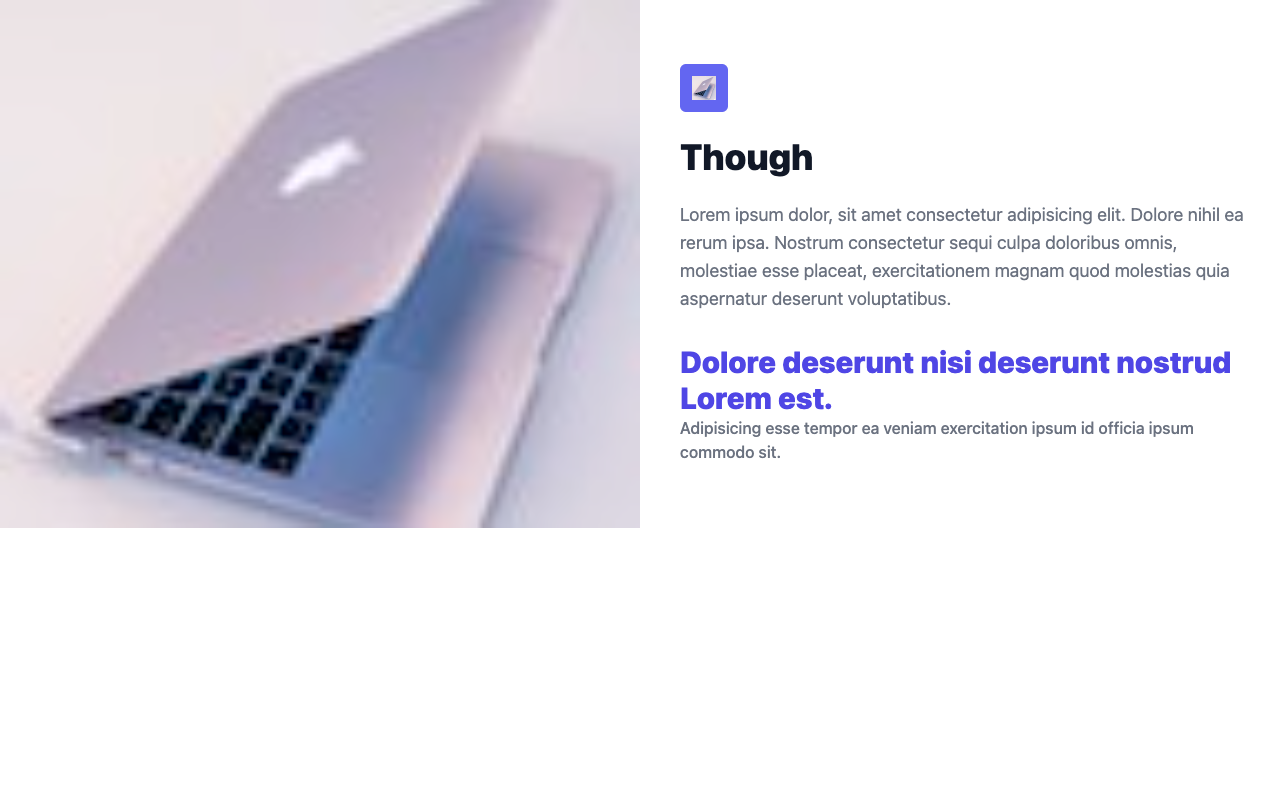 Though
Lorem ipsum dolor, sit amet consectetur adipisicing elit. Dolore nihil ea
rerum ipsa. Nostrum consectetur sequi culpa doloribus omnis,
molestiae esse placeat, exercitationem magnam quod molestias quia
aspernatur deserunt voluptatibus.
Dolore deserunt nisi deserunt nostrud
Lorem est.
Adipisicing esse tempor ea veniam exercitation ipsum id officia ipsum
commodo sit.